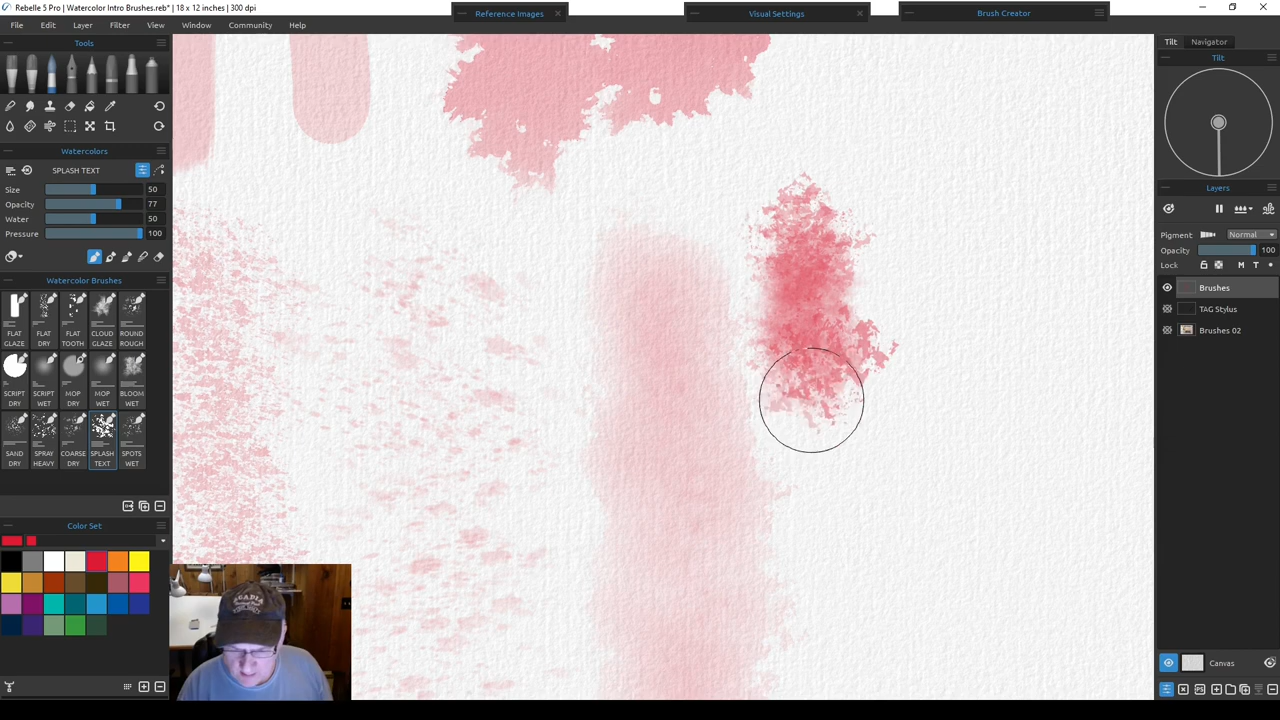 Rebelle 5 Pro | Watercolor Intro Brushes.reb* | 18 x 12 inches | 300 dpi
Reference Images
Visual Settings
Brush Creator
File Edit Layer Filter View Window Community Help
Tools
Watercolors
SPLASH TEXT
Size 50
Opacity 77
Water 50
Pressure 100
Watercolor Brushes
FLAT GLAZE
FLAT DRY
FLAT TOOTH
CLOUD GLAZE
ROUND ROUGH
SCRIPT DRY
SCRIPT WET
MOP DRY
MOP WET
BLOOM WET
SAND DRY
SPRAY HEAVY
COARSE DRY
SPLASH TEXT
SPOTS WET
Color Set
ACADIA
Tilt Navigator
Tilt
Layers
Pigment Normal
Opacity 100
Lock M T
Brushes
TAG Stylus
Brushes 02
Canvas
PS